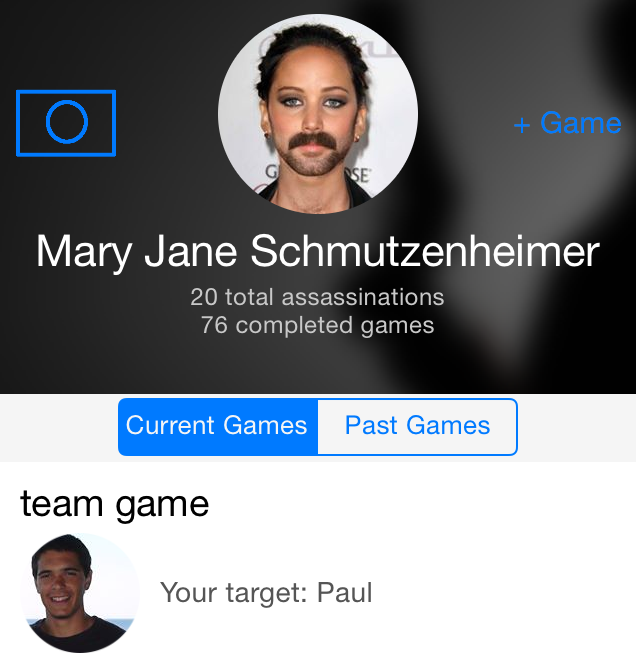 + Game
Mary Jane Schmutzenheimer
20 total assassinations
76 completed games
Current Games
Past Games
team game
Your target: Paul